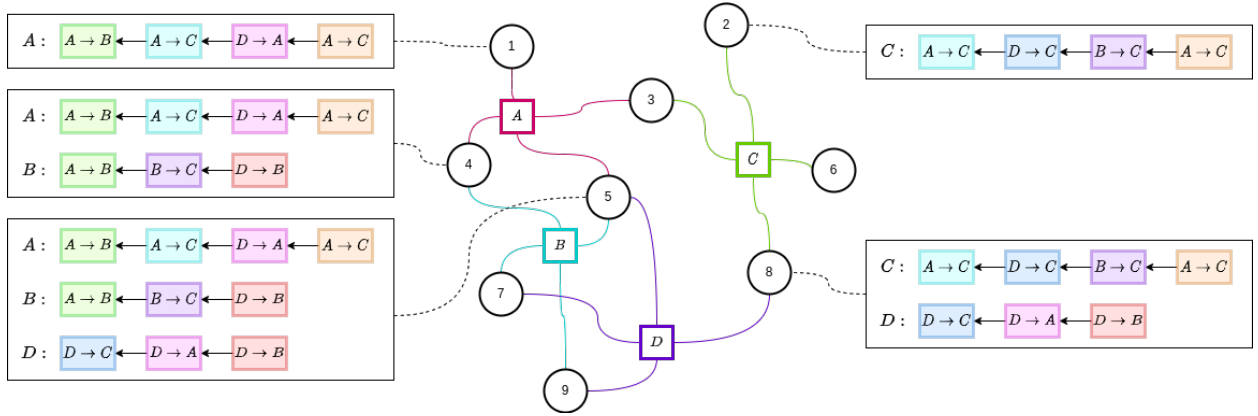 A : A → B A → C D → A A → C
A : A → B A → C D → A A → C
B : A → B B → C D → B
A : A → B A → C D → A A → C
B : A → B B → C D → B
D : D → C D → A D → B
1
2
3
A
4
C
6
5
B
7
8
D
9
C : A → C D → C B → C A → C
C : A → C D → C B → C A → C
D : D → C D → A D → B